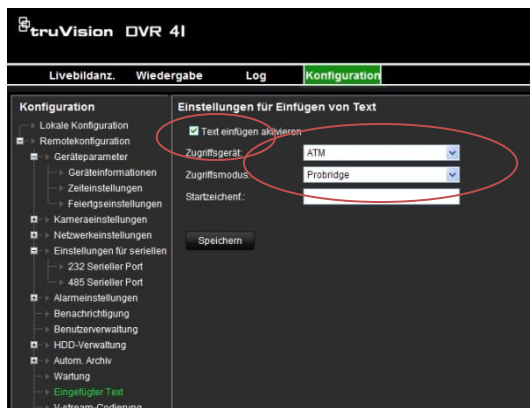 truVision DVR 41
Livebildanz. Wiedergabe Log Konfiguration
Konfiguration
Lokale Konfiguration
Remotekonfiguration
Geräteparameter
Geräteinformationen
Zeiteinstellungen
Feiertgseinstellungen
Kameraeinstellungen
Netzwerkeinstellungen
Einstellungen für seriellen
232 Serieller Port
485 Serieller Port
Alarmeinstellungen
Benachrichtigung
Benutzerverwaltung
HDD-Verwaltung
Autom. Archiv
Wartung
Eingefügter Text
V-stream-Codierung
Einstellungen für Einfügen von Text
Text einfügen aktivieren
Zugriffsgerät: ATM
Zugriffsmodus: Probridge
Startzeichenf.:
Speichern